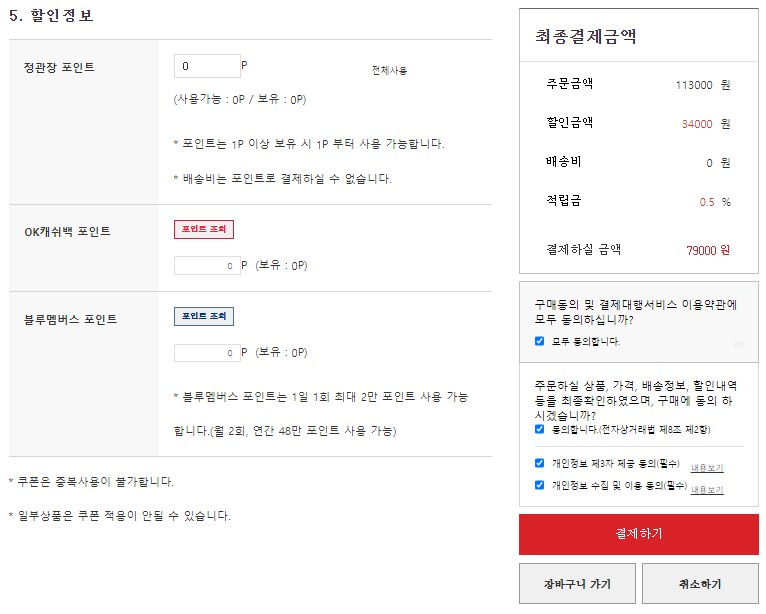 5. 할인정보
정관장 포인트
0 P 전체사용
(사용가능 : 0P / 보유 : 0P)
* 포인트는 1P 이상 보유 시 1P 부터 사용 가능합니다.
* 배송비는 포인트로 결제하실 수 없습니다.
OK캐쉬백 포인트
포인트 조회
0 P (보유 : 0P)
블루멤버스 포인트
포인트 조회
0 P (보유 : 0P)
* 블루멤버스 포인트는 1일 1회 최대 2만 포인트 사용 가능
합니다.(월 2회, 연간 48만 포인트 사용 가능)
* 쿠폰은 중복사용이 불가합니다.
* 일부상품은 쿠폰 적용이 안될 수 있습니다.
최종결제금액
주문금액 113000 원
할인금액 34000 원
배송비 0 원
적립금 0.5 %
결제하실 금액 79000 원
구매동의 및 결제대행서비스 이용약관에
모두 동의하십니까?
모두 동의합니다.
주문하실 상품, 가격, 배송정보, 할인내역
등을 최종확인하였으며, 구매에 동의 하
시겠습니까?
동의합니다.(전자상거래법 제8조 제2항)
개인정보 제3자 제공 동의(필수) 내용보기
개인정보 수집 및 이용 동의(필수) 내용보기
결제하기
장바구니 가기 취소하기